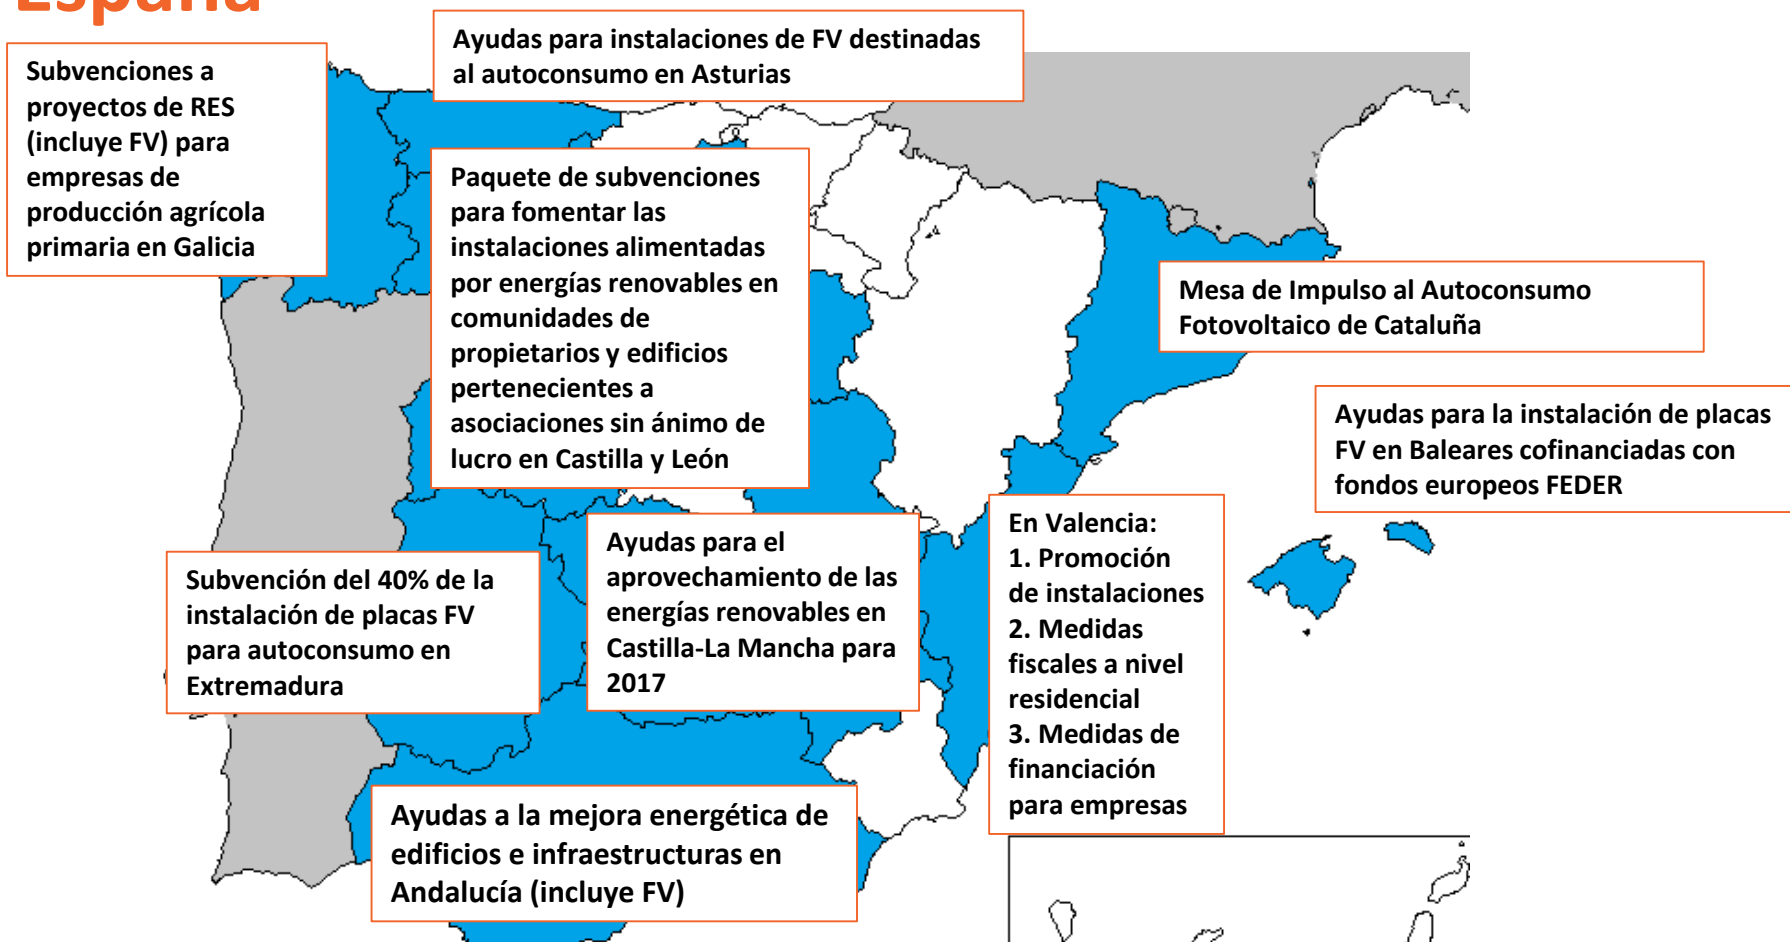 España
Ayudas para instalaciones de FV destinadas
al autoconsumo en Asturias
Subvenciones a
proyectos de RES
(incluye FV) para
empresas de
producción agrícola
primaria en Galicia
Paquete de subvenciones
para fomentar las
instalaciones alimentadas
por energías renovables en
comunidades de
propietarios y edificios
pertenecientes a
asociaciones sin ánimo de
lucro en Castilla y León
Mesa de Impulso al Autoconsumo
Fotovoltaico de Cataluña
Ayudas para la instalación de placas
FV en Baleares cofinanciadas con
fondos europeos FEDER
En Valencia:
1. Promoción
de instalaciones
2. Medidas
fiscales a nivel
residencial
3. Medidas de
financiación
para empresas
Ayudas para el
aprovechamiento de las
energías renovables en
Castilla-La Mancha para
2017
Subvención del 40% de la
instalación de placas FV
para autoconsumo en
Extremadura
Ayudas a la mejora energética de
edificios e infraestructuras en
Andalucía (incluye FV)